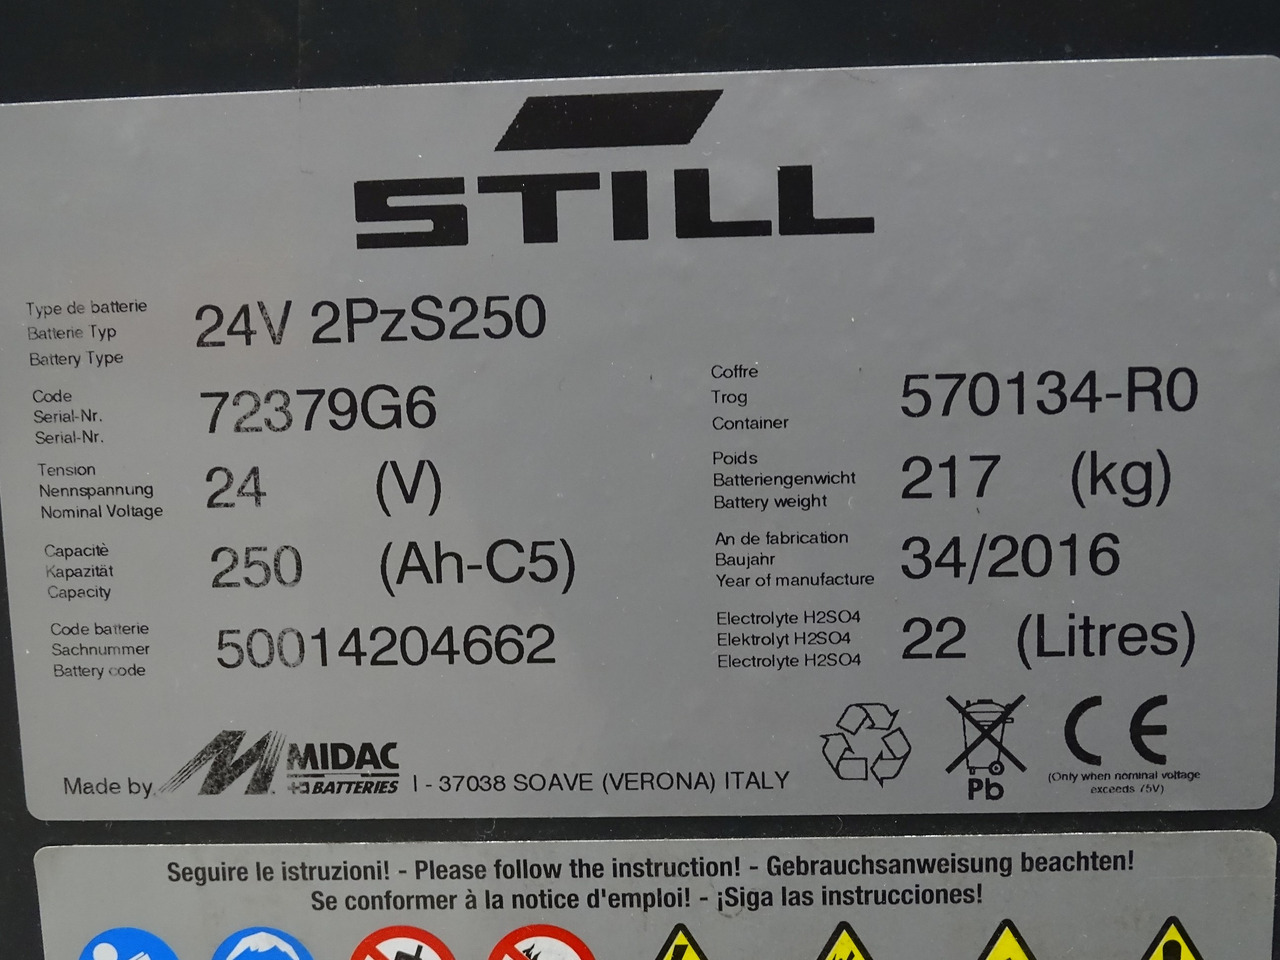 STILL
Type de batterie
Batterie Typ
Battery Type
24V 2PzS250
Code
Serial-Nr.
Serial-Nr.
72379G6
Coffre
Trog
Container
570134-R0
Tension
Nennspannung
Nominal Voltage
24 (V)
Poids
Batteriengenwicht
Battery weight
217 (kg)
Capacitè
Kapazität
Capacity
250 (Ah-C5)
An de fabrication
Baujahr
Year of manufacture
34/2016
Code batterie
Sachnummer
Battery code
50014204662
Electrolyte H2SO4
Elektrolyt H2SO4
Electrolyte H2SO4
22 (Litres)
Made by MIDAC BATTERIES I - 37038 SOAVE (VERONA) ITALY
Pb
CE
(Only when nominal voltage
exceeds 75V)
Seguire le istruzioni! - Please follow the instruction! - Gebrauchsanweisung beachten!
Se conformer à la notice d'emploi! - ¡Siga las instrucciones!